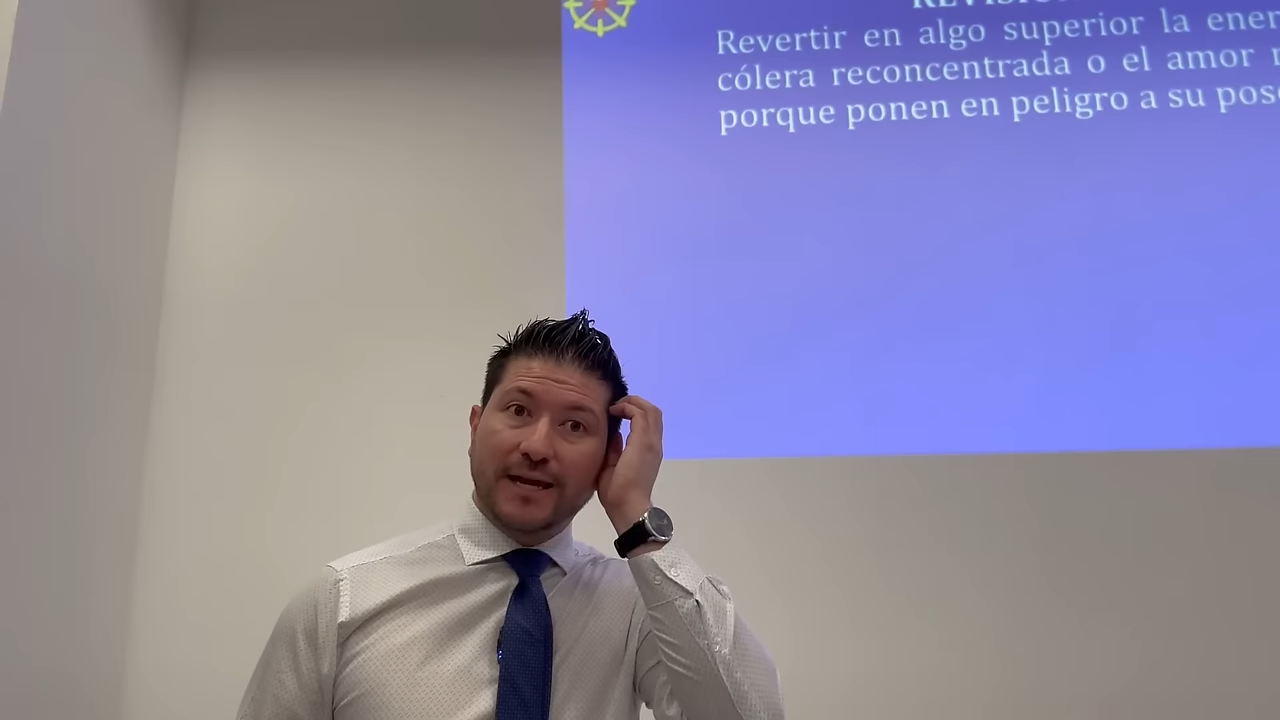 Revertir en algo superior la
cólera reconcentrada o el amor
porque ponen en peligro a su